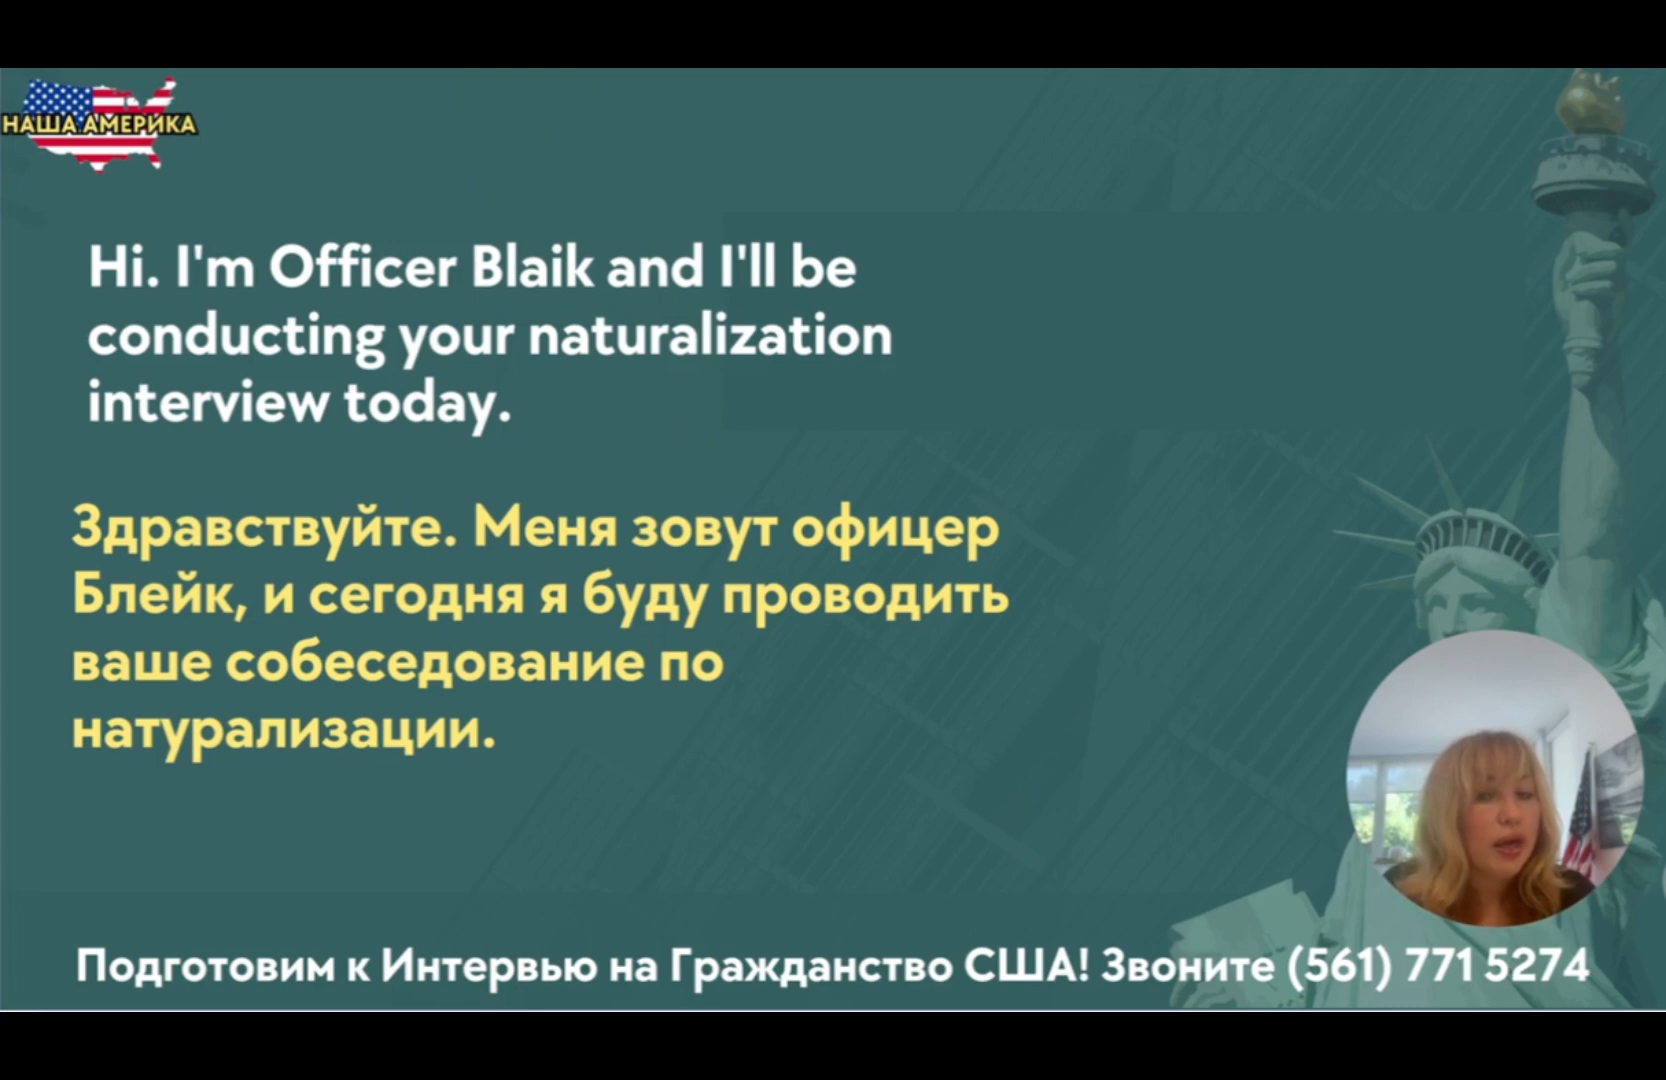 НАША АМЕРИКА
Hi. I'm Officer Blaik and I'll be
conducting your naturalization
interview today.
Здравствуйте. Меня зовут офицер
Блейк, и сегодня я буду проводить
ваше собеседование по
натурализации.
Подготовим к Интервью на Гражданство США! Звоните (561) 771 5274